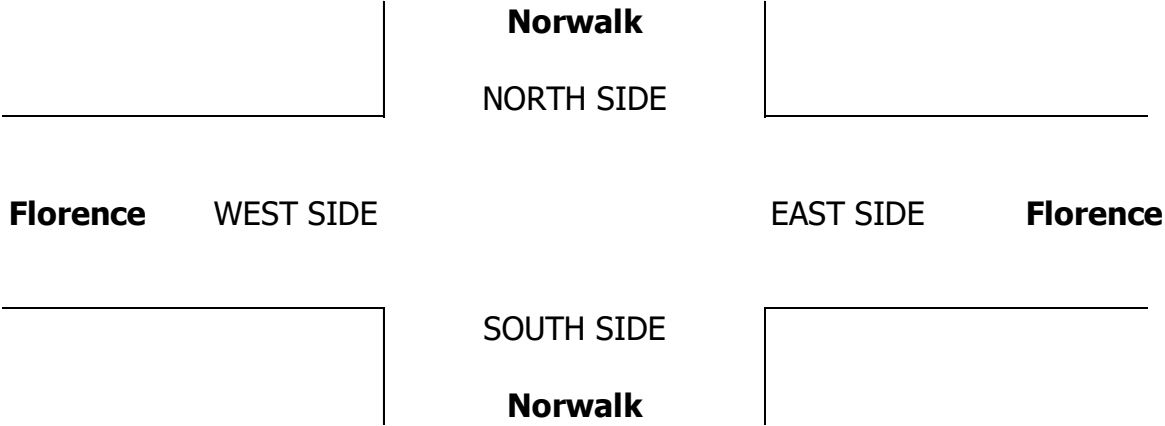 Norwalk
NORTH SIDE
Florence WEST SIDE EAST SIDE Florence
SOUTH SIDE
Norwalk